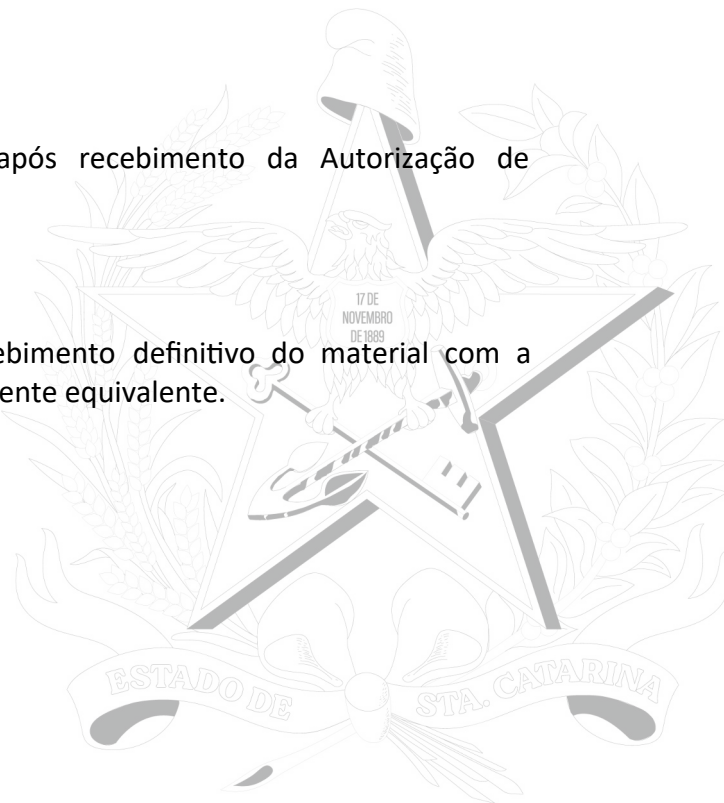 após recebimento da Autorização de
17 DE
NOVEMBRO
DE 1889
ebimento definitivo do material com a
ente equivalente.
ESTADO DE STA. CATARINA